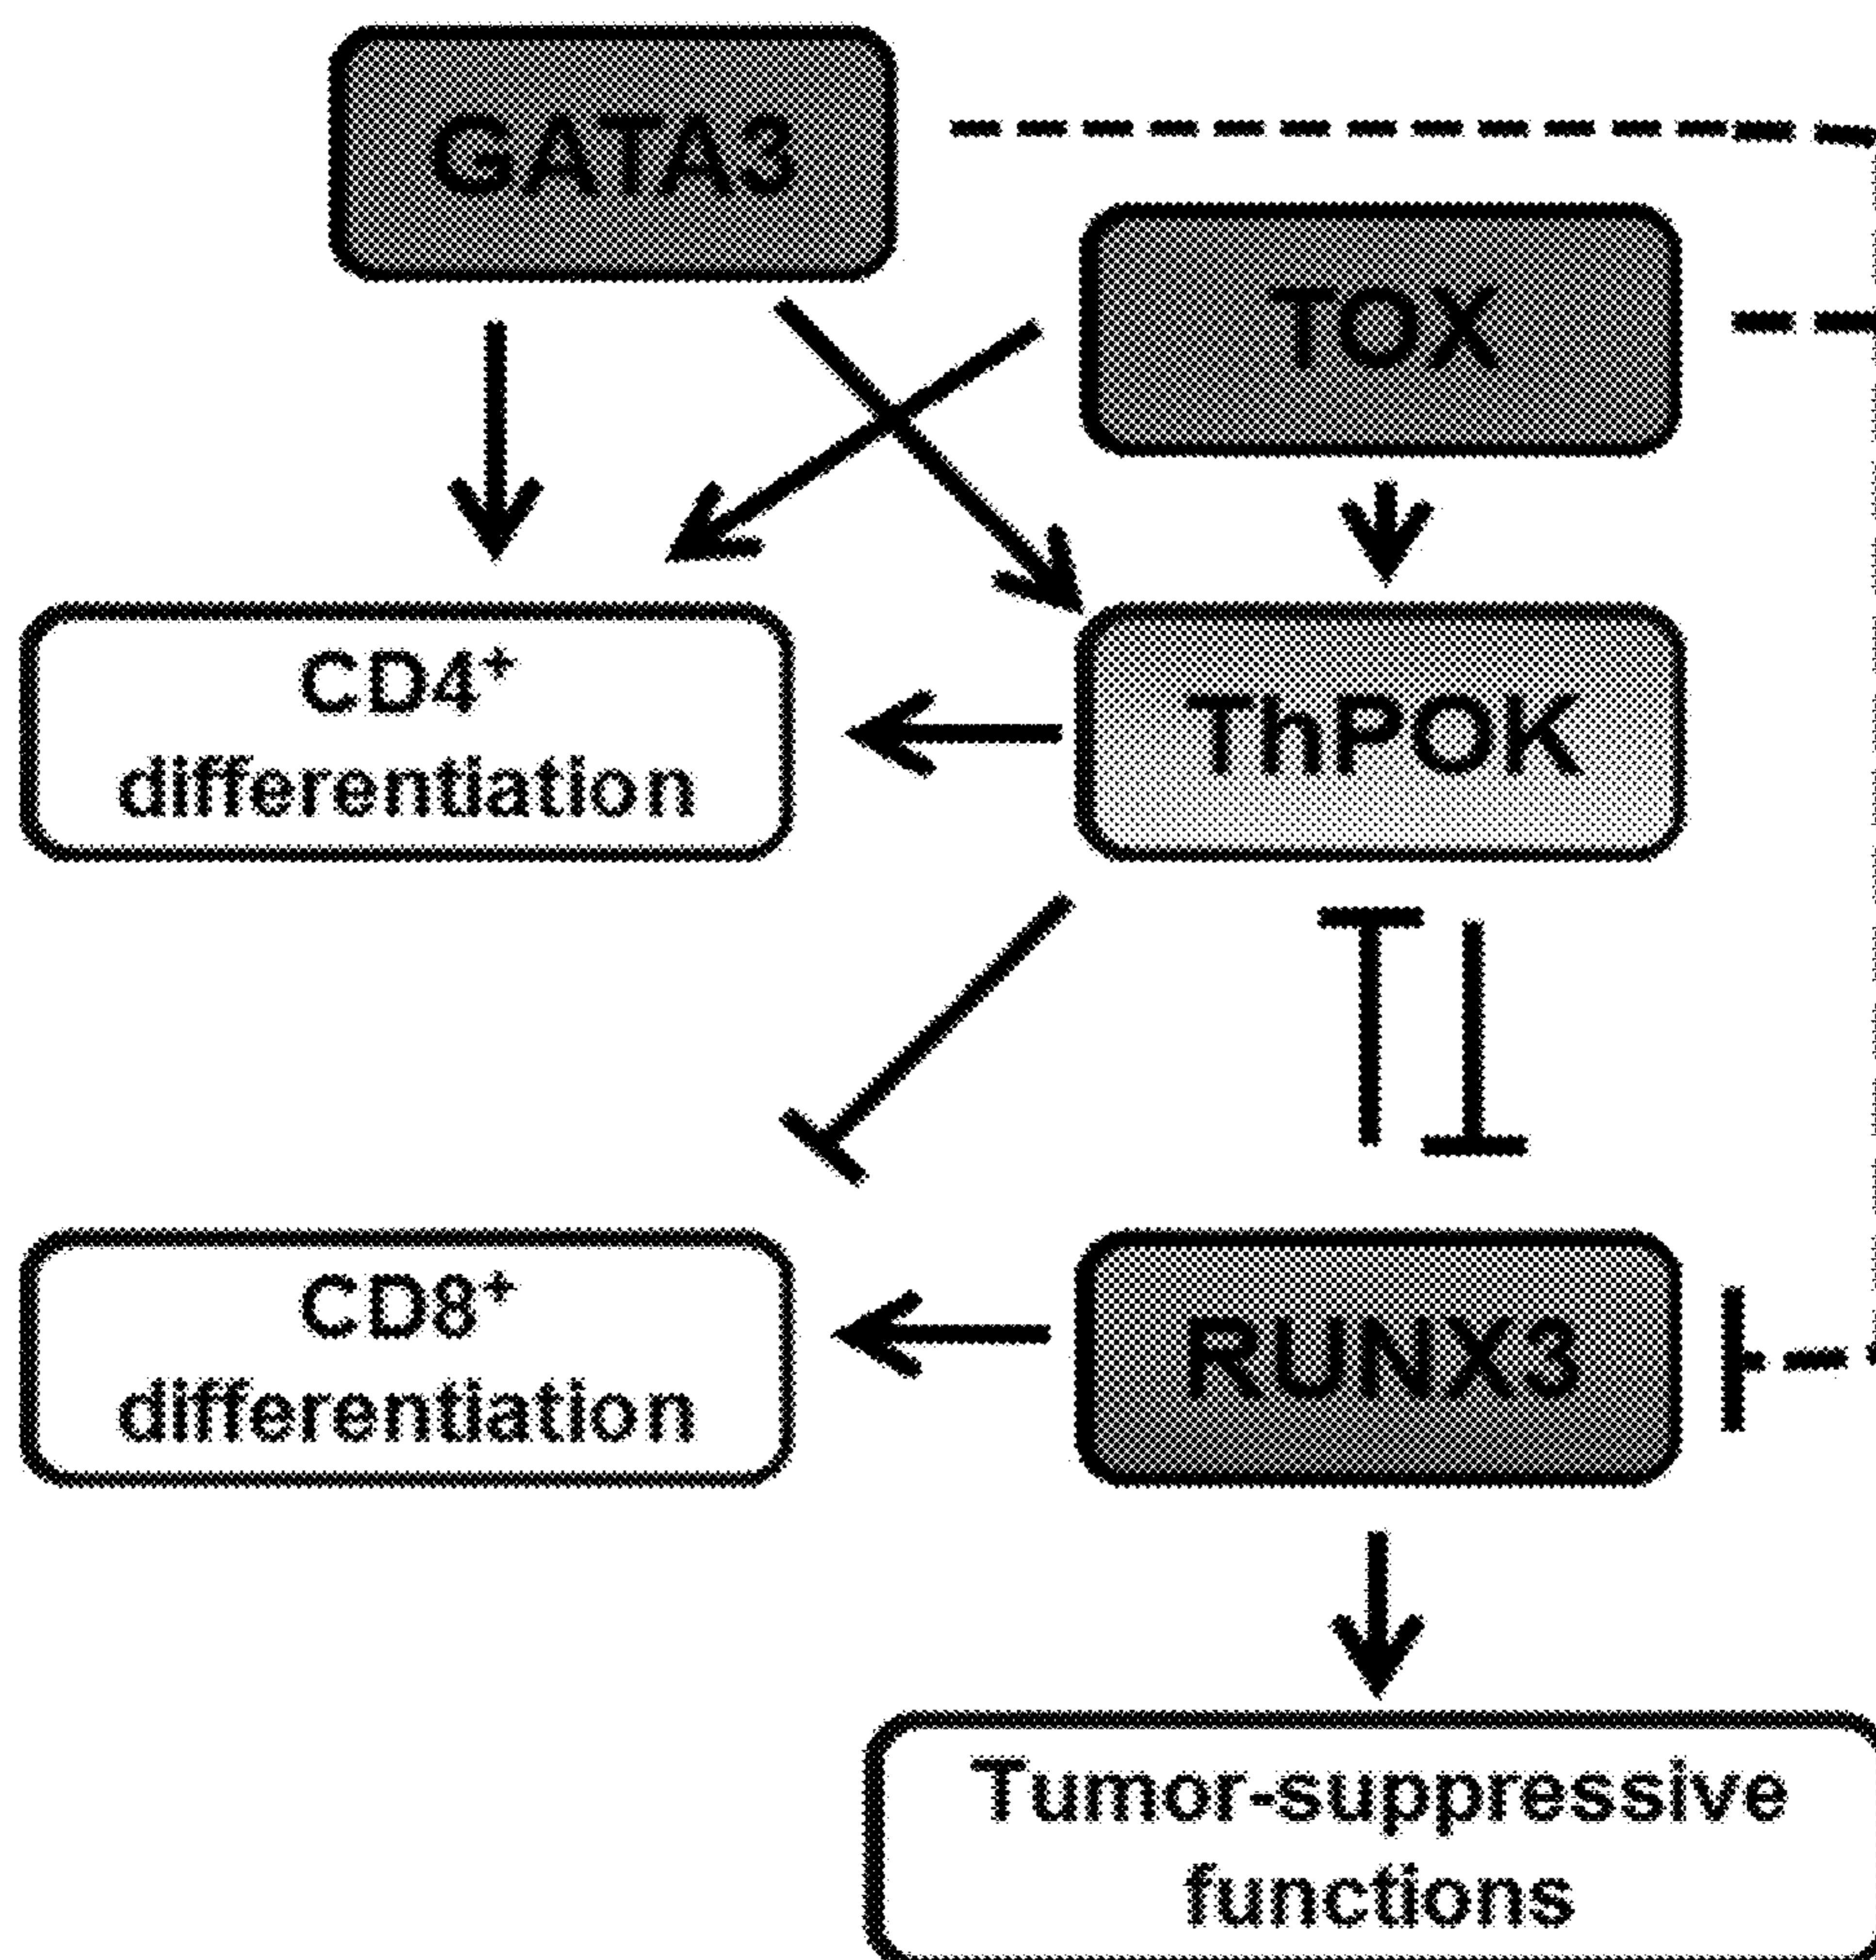 GATA3
TOX
CD4⁺
differentiation
ThPOK
CD8⁺
differentiation
RUNX3
Tumor-suppressive
functions